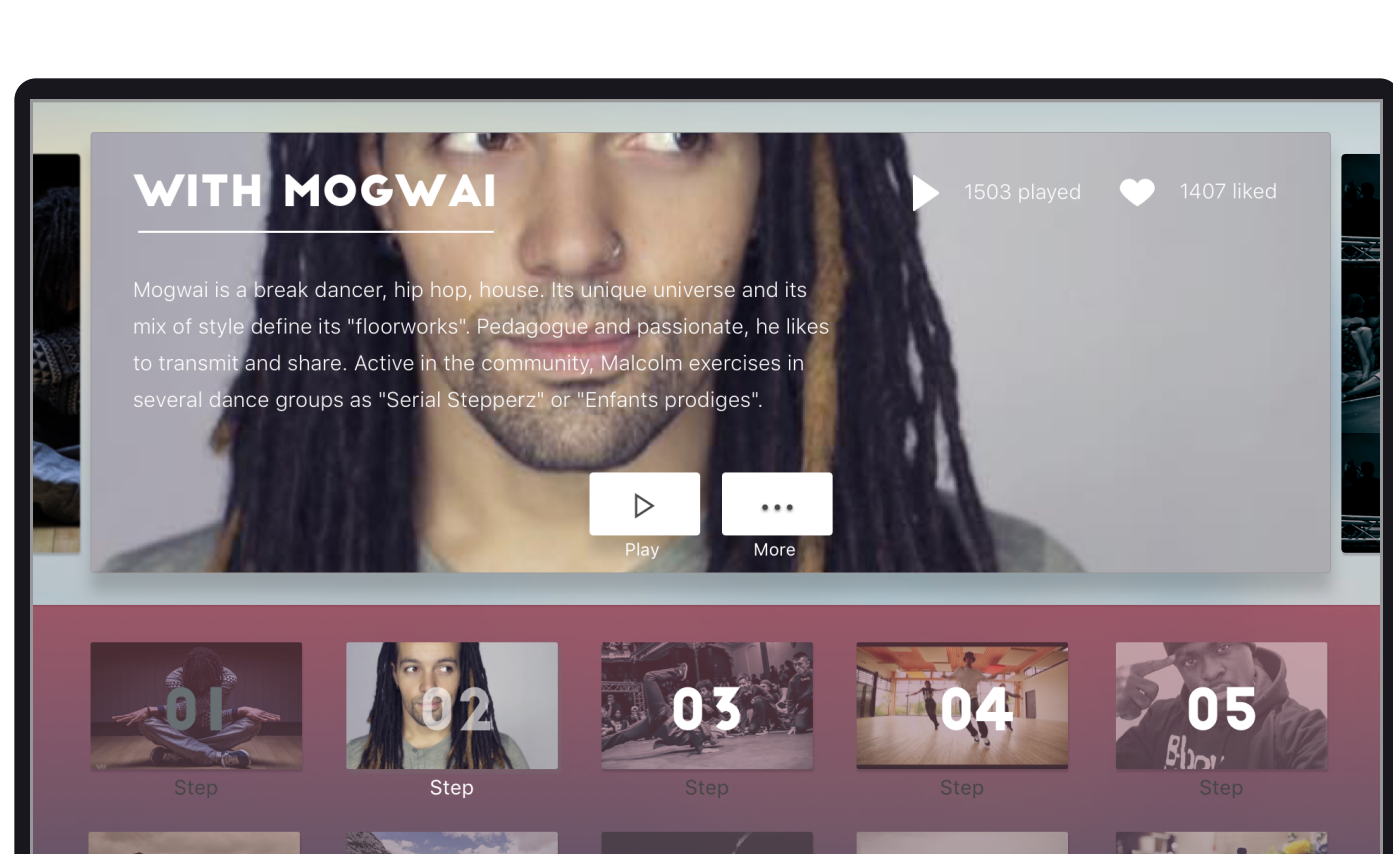 WITH MOGWAI
1503 played
1407 liked
Mogwai is a break dancer, hip hop, house. Its unique universe and its
mix of style define its "floorworks". Pedagogue and passionate, he likes
to transmit and share. Active in the community, Malcolm exercises in
several dance groups as "Serial Stepperz" or "Enfants prodiges".
Play
More
01
02
03
04
05
Step
Step
Step
Step
Step